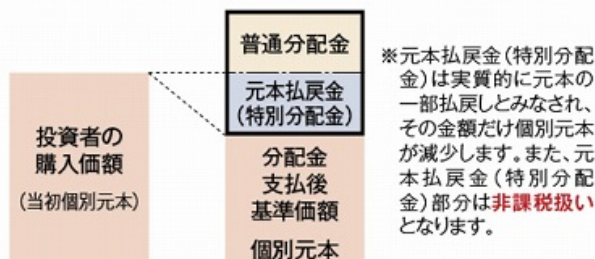 普通分配金
元本払戻金
(特別分配金)
投資者の
購入価額
(当初個別元本)
分配金
支払後
基準価額
個別元本
※元本払戻金(特別分配
金)は実質的に元本の
一部払戻しとみなされ、
その金額だけ個別元本
が減少します。また、元
本払戻金(特別分配
金)部分は非課税扱い
となります。